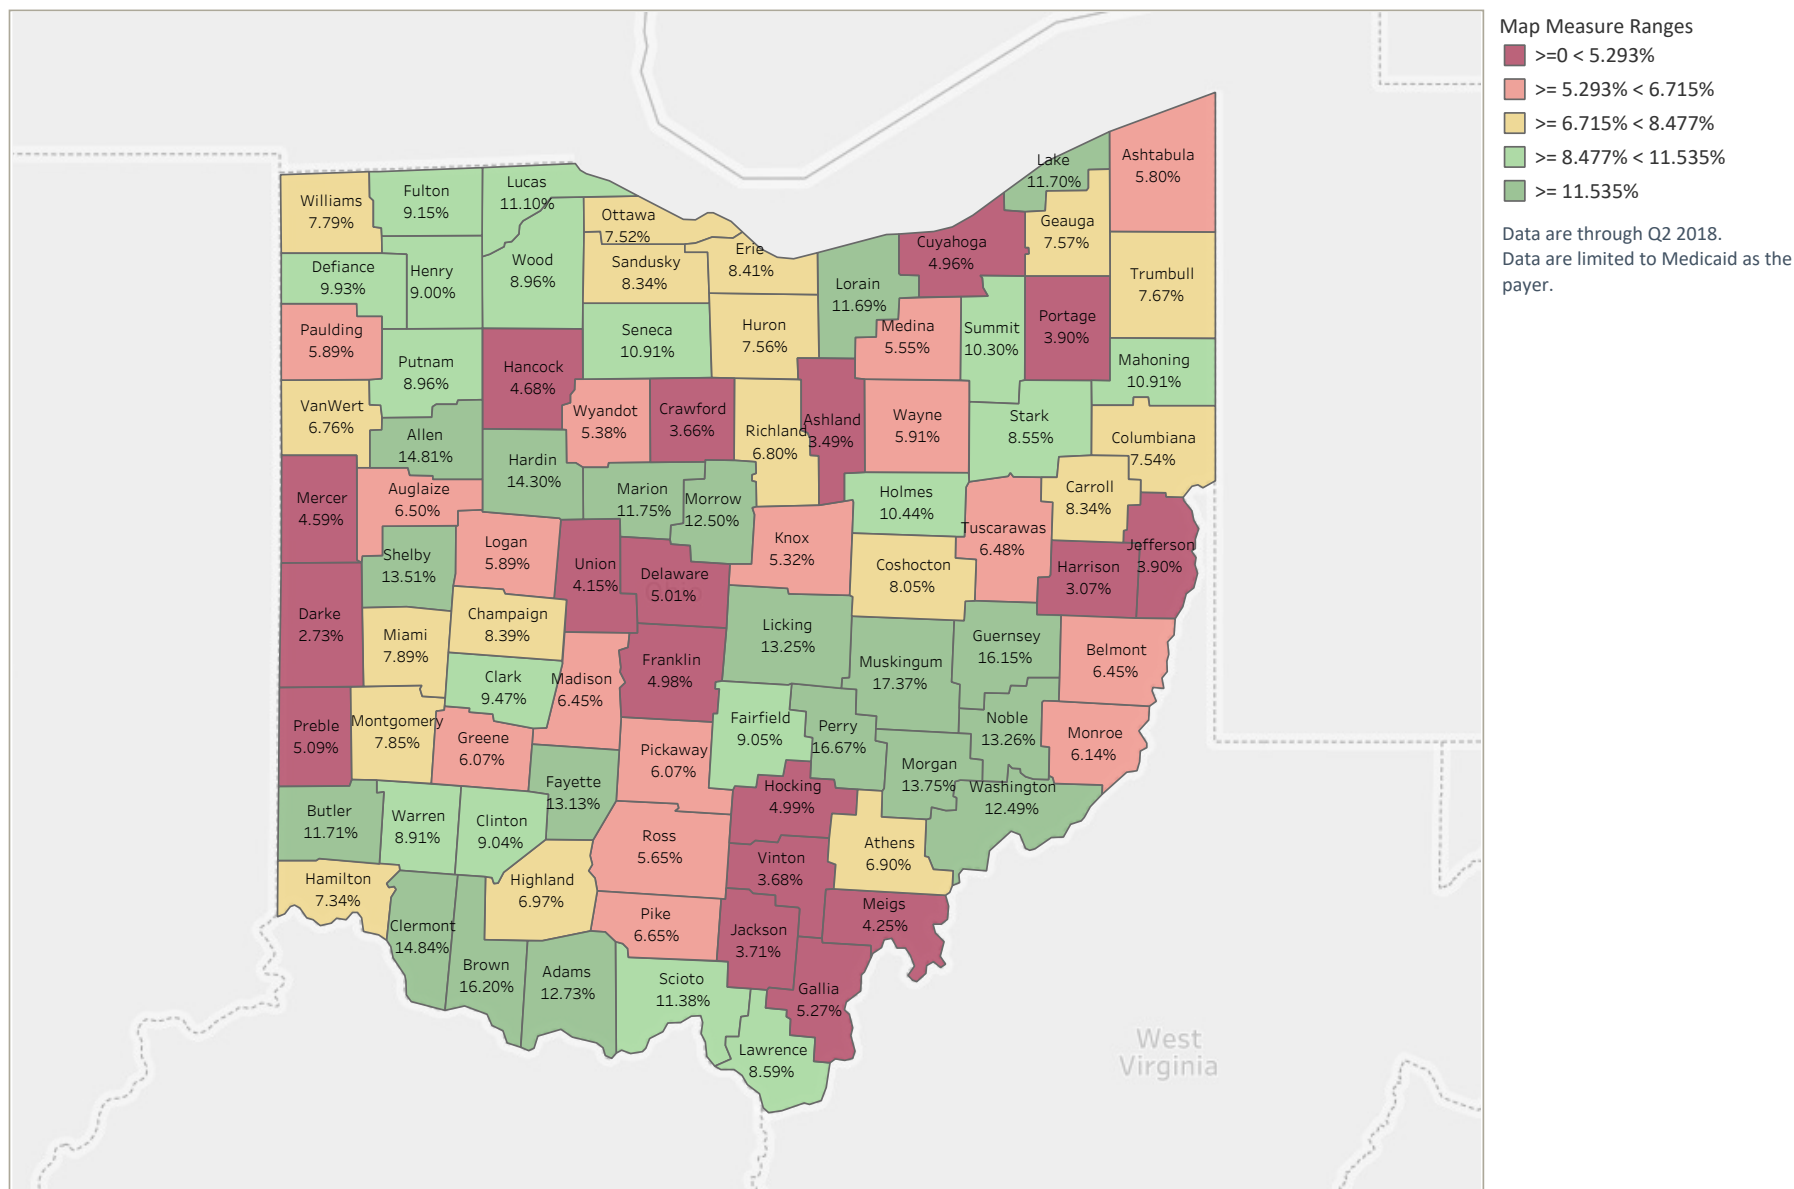 Map Measure Ranges
>=0 < 5.293%
>= 5.293% < 6.715%
>= 6.715% < 8.477%
>= 8.477% < 11.535%
>= 11.535%
Data are through Q2 2018.
Data are limited to Medicaid as the
payer.
Ashtabula
5.80%
Lake
11.70%
Geauga
7.57%
Cuyahoga
4.96%
Williams
7.79%
Fulton
9.15%
Lucas
11.10%
Ottawa
7.52%
Erie
8.41%
Defiance
9.93%
Henry
9.00%
Wood
8.96%
Sandusky
8.34%
Lorain
11.69%
Trumbull
7.67%
Paulding
5.89%
Putnam
8.96%
Hancock
4.68%
Seneca
10.91%
Huron
7.56%
Medina
5.55%
Summit
10.30%
Portage
3.90%
Mahoning
10.91%
VanWert
6.76%
Allen
14.81%
Wyandot
5.38%
Crawford
3.66%
Richland
6.80%
Ashland
3.49%
Wayne
5.91%
Stark
8.55%
Columbiana
7.54%
Mercer
4.59%
Auglaize
6.50%
Hardin
14.30%
Marion
11.75%
Morrow
12.50%
Holmes
10.44%
Carroll
8.34%
Shelby
13.51%
Logan
5.89%
Union
4.15%
Delaware
5.01%
Knox
5.32%
Coshocton
8.05%
Tuscarawas
6.48%
Harrison
3.07%
Jefferson
3.90%
Darke
2.73%
Miami
7.89%
Champaign
8.39%
Licking
13.25%
Muskingum
17.37%
Guernsey
16.15%
Belmont
6.45%
Clark
9.47%
Madison
6.45%
Franklin
4.98%
Preble
5.09%
Montgomery
7.85%
Greene
6.07%
Pickaway
6.07%
Fairfield
9.05%
Perry
16.67%
Noble
13.26%
Monroe
6.14%
Fayette
13.13%
Hocking
4.99%
Morgan
13.75%
Washington
12.49%
Butler
11.71%
Warren
8.91%
Clinton
9.04%
Ross
5.65%
Vinton
3.68%
Athens
6.90%
Hamilton
7.34%
Clermont
14.84%
Highland
6.97%
Pike
6.65%
Jackson
3.71%
Meigs
4.25%
Brown
16.20%
Adams
12.73%
Scioto
11.38%
Gallia
5.27%
Lawrence
8.59%
West
Virginia